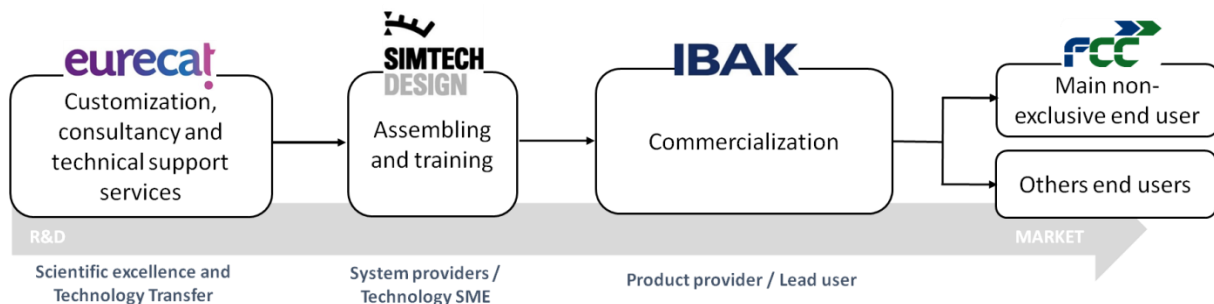 eurecat
Customization,
consultancy and
technical support
services
SIMTECH
DESIGN
Assembling
and training
IBAK
Commercialization
FCC
Main non-
exclusive end user
Others end users
R&D
MARKET
Scientific excellence and
Technology Transfer
System providers /
Technology SME
Product provider / Lead user